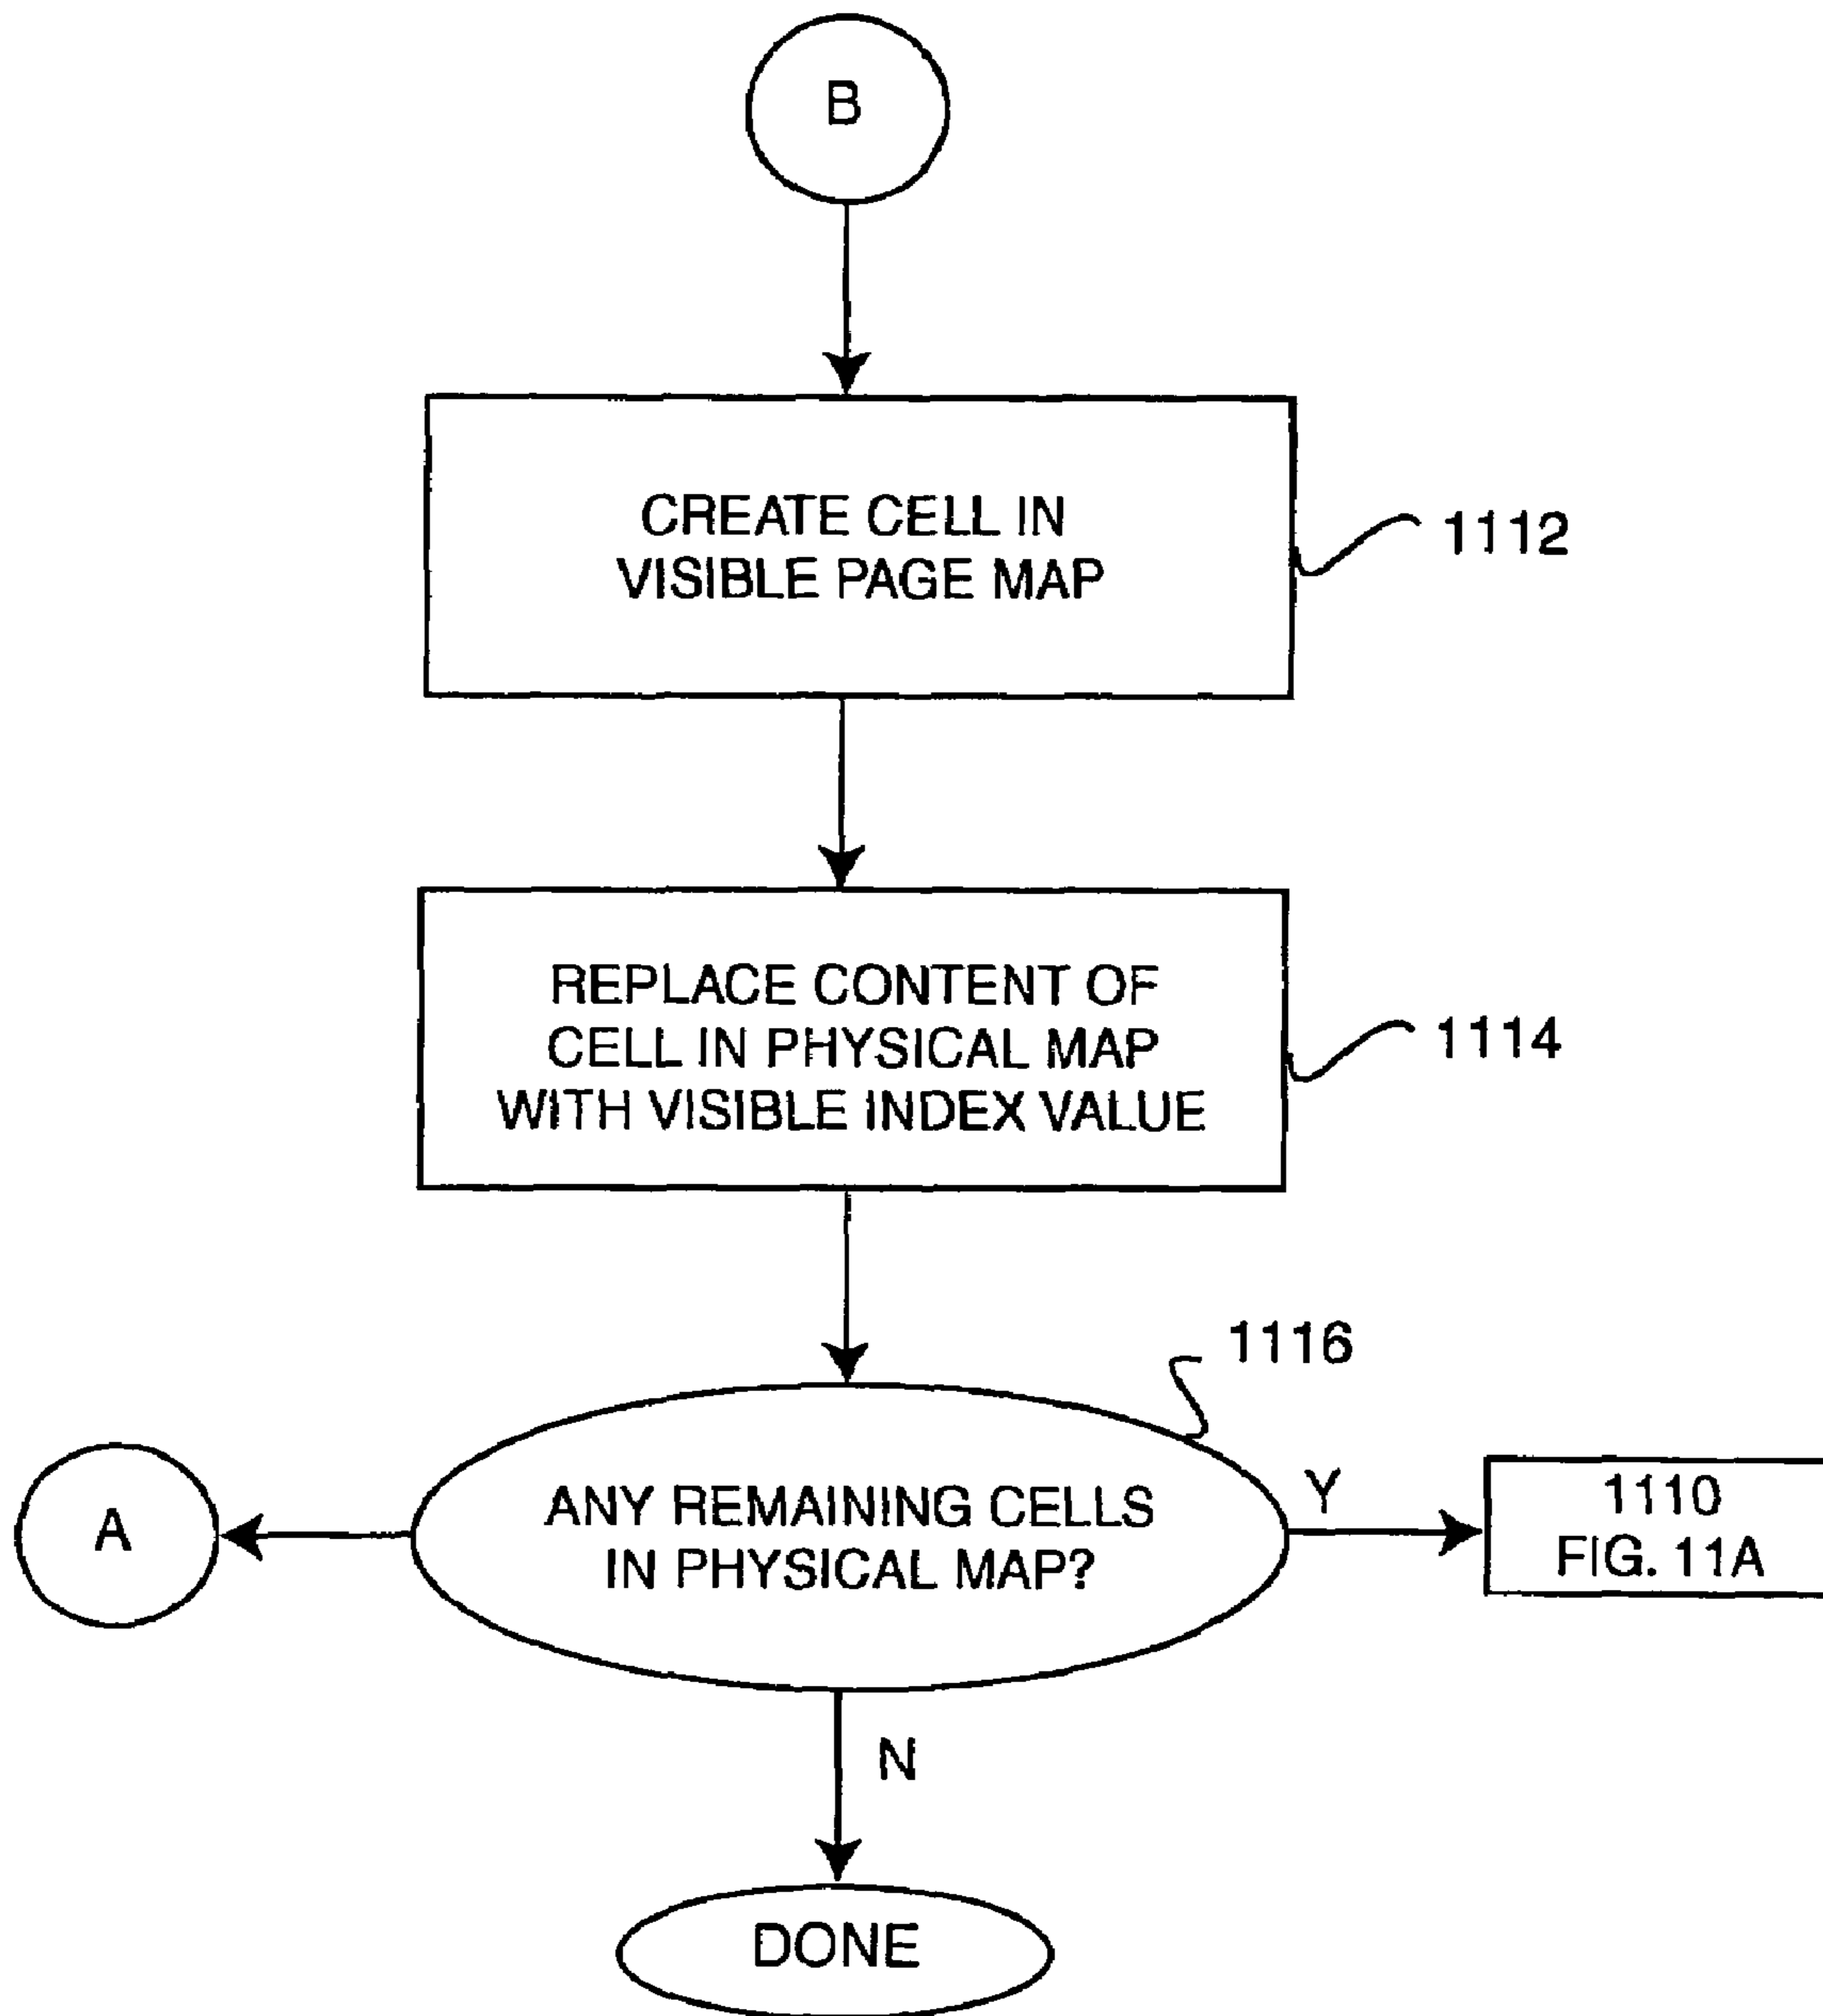 B
CREATE CELL IN
VISIBLE PAGE MAP
1112
REPLACE CONTENT OF
CELL IN PHYSICAL MAP
WITH VISIBLE INDEX VALUE
1114
1116
A
ANY REMAINING CELLS
IN PHYSICAL MAP?
Y
1110
FIG. 11A
N
DONE